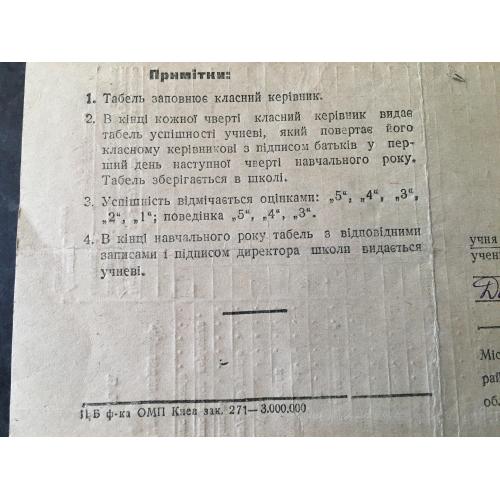 Примітки:
1. Табель заповнює класний керівник.
2. В кінці кожної чверті класний керівник видає
табель успішності учневі, який повертає його
класному керівникові з підписом батьків у пер-
ший день наступної чверті навчального року.
Табель зберігається в школі.
3. Успішність відмічається оцінками: „5“, „4“, „3“,
„2“, „1“; поведінка „5“, „4“, „3“.
4. В кінці навчального року табель з відповідними
записами і підписом директора школи видається
учневі.
ф-ка ОМП Киев зак. 271—3.000.000
учня
учен
Міс
рай
обл